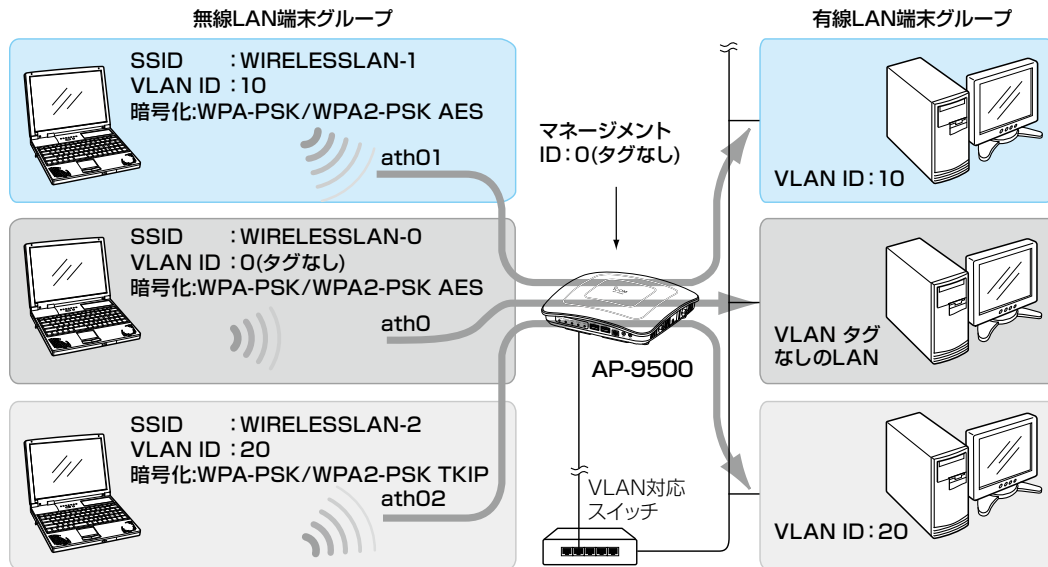 無線LAN端末グループ
有線LAN端末グループ
SSID :WIRELESSLAN-1
VLAN ID :10
暗号化:WPA-PSK/WPA2-PSK AES
ath01
マネージメント
ID:0(タグなし)
VLAN ID:10
SSID :WIRELESSLAN-0
VLAN ID :0(タグなし)
暗号化:WPA-PSK/WPA2-PSK AES
ath0
AP-9500
VLAN タグ
なしのLAN
SSID :WIRELESSLAN-2
VLAN ID :20
暗号化:WPA-PSK/WPA2-PSK TKIP
ath02
VLAN対応
スイッチ
VLAN ID:20